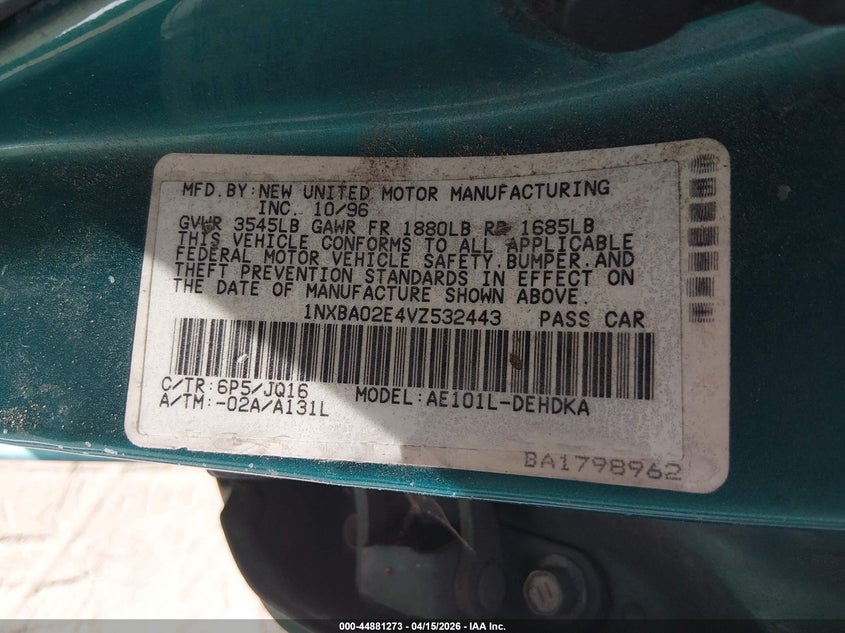 MFD. BY: NEW UNITED MOTOR MANUFACTURING
INC. 10/96
GVWR 3545LB GAWR FR 1880LB RR 1685LB
THIS VEHICLE CONFORMS TO ALL APPLICABLE
FEDERAL MOTOR VEHICLE SAFETY, BUMPER, AND
THEFT PREVENTION STANDARDS IN EFFECT ON
THE DATE OF MANUFACTURE SHOWN ABOVE.
1NXBA02E4VZ532443 PASS CAR
C/TR: 6P5/JQ16 MODEL: AE101L-DEHDKA
A/TM: -02A/A131L
BA1798962
000-44881273 - 04/15/2026 - IAA Inc.